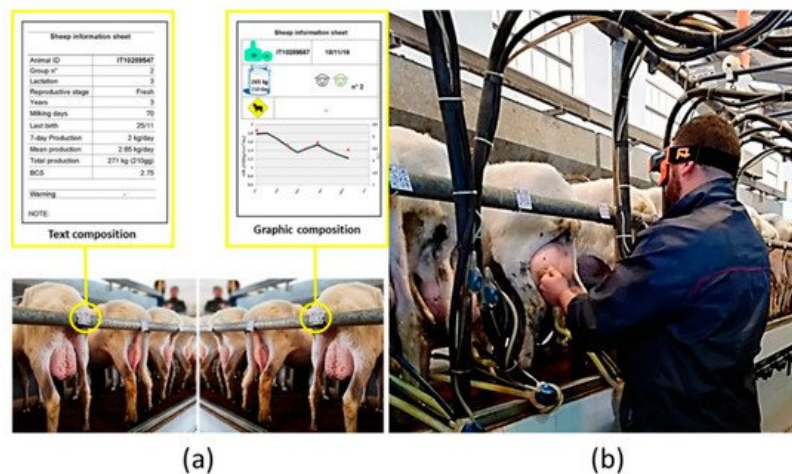 Sheep information sheet
Animal ID IT10259547
Group n° 2
Lactation 3
Reproductive stage Fresh
Years 3
Milking days 70
Last birth 25/11
7-day Production 2 kg/day
Mean production 2.65 kg/day
Total production 271 kg (210gg)
BCS 2.75
Warning -
NOTE:
Text composition
Sheep information sheet
10/11/16
n° 2
-
Graphic composition
(a)
(b)